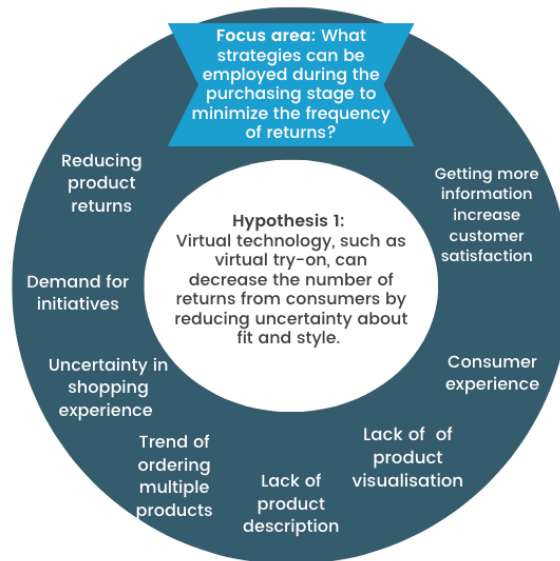 Focus area: What
strategies can be
employed during the
purchasing stage to
minimize the frequency
of returns?
Reducing
product
returns
Getting more
information
increase
customer
satisfaction
Hypothesis 1:
Virtual technology, such as
virtual try-on, can
decrease the number of
returns from consumers by
reducing uncertainty about
fit and style.
Demand for
initiatives
Consumer
experience
Uncertainty in
shopping
experience
Trend of
ordering
multiple
products
Lack of
product
description
Lack of of
product
visualisation